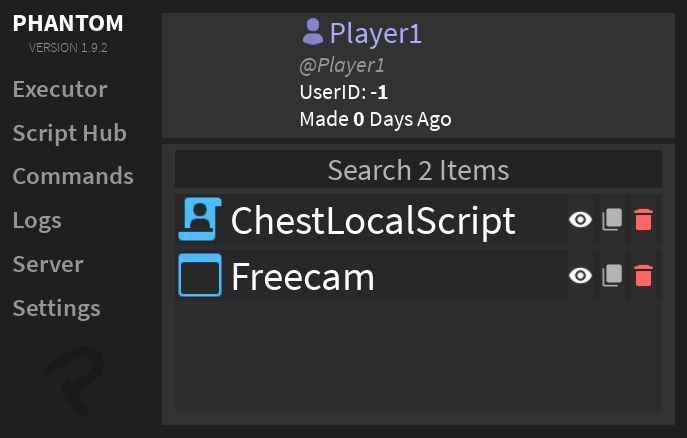 PHANTOM
VERSION 1.9.2
Executor
Script Hub
Commands
Logs
Server
Settings
Player1
@Player1
UserID: -1
Made 0 Days Ago
Search 2 Items
ChestLocalScript
Freecam